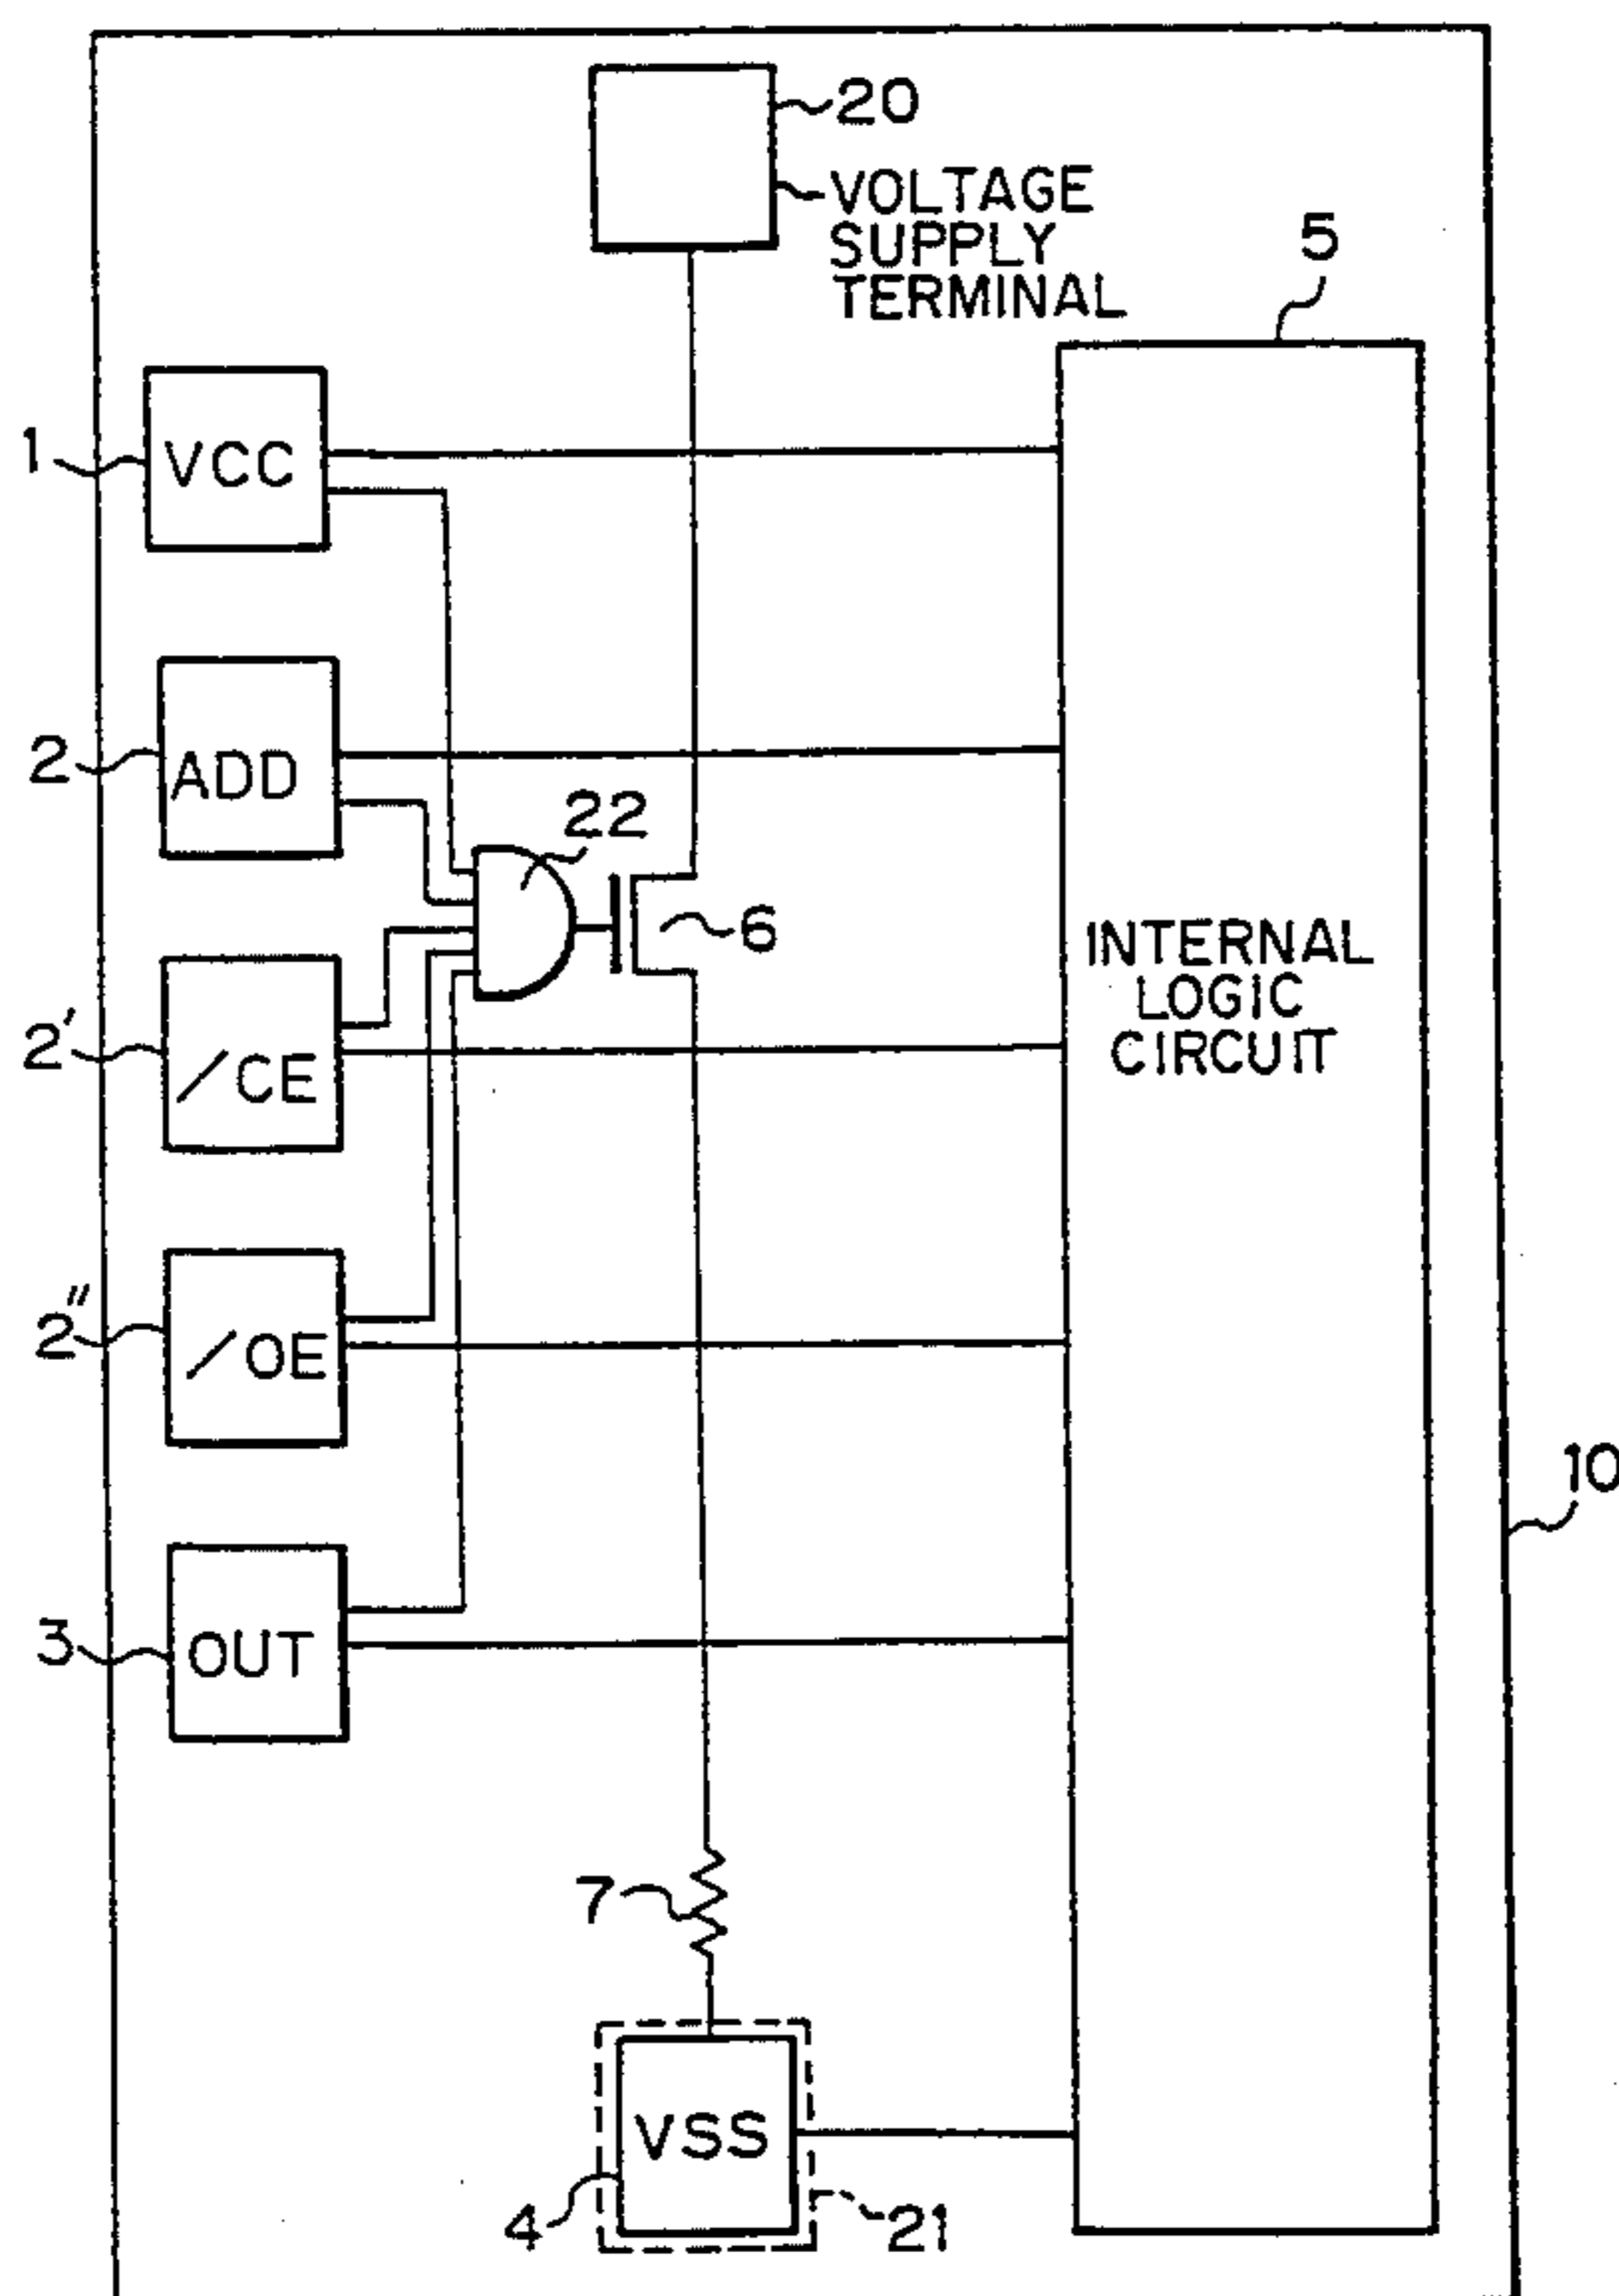 20
VOLTAGE
SUPPLY
TERMINAL
5
1
VCC
2
ADD
22
6
INTERNAL
LOGIC
CIRCUIT
2'
/CE
2"
/OE
10
3
OUT
7
VSS
4
21